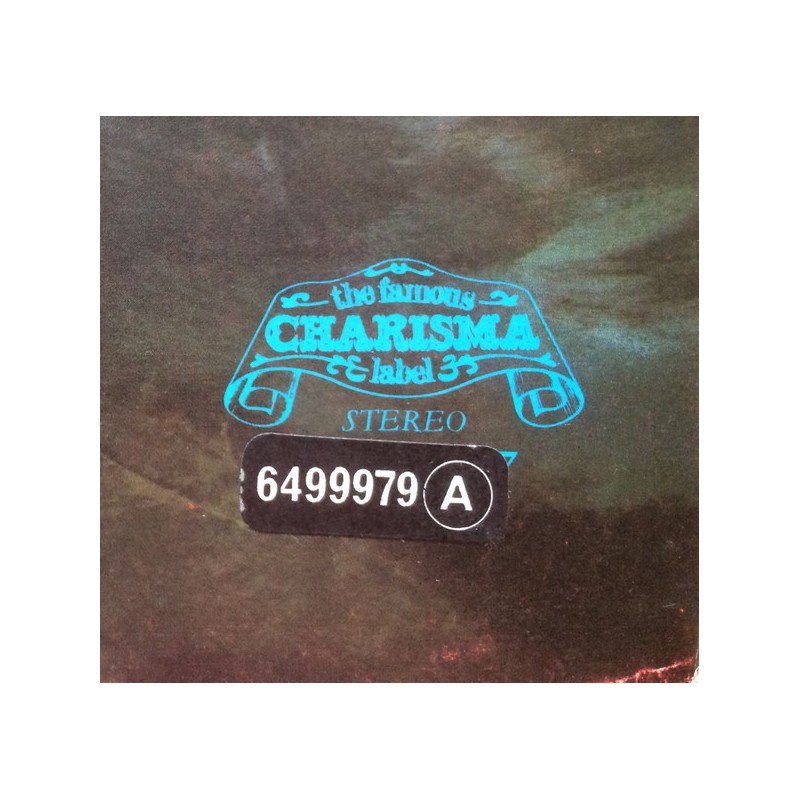 the famous
CHARISMA
label
STEREO
6499979 A